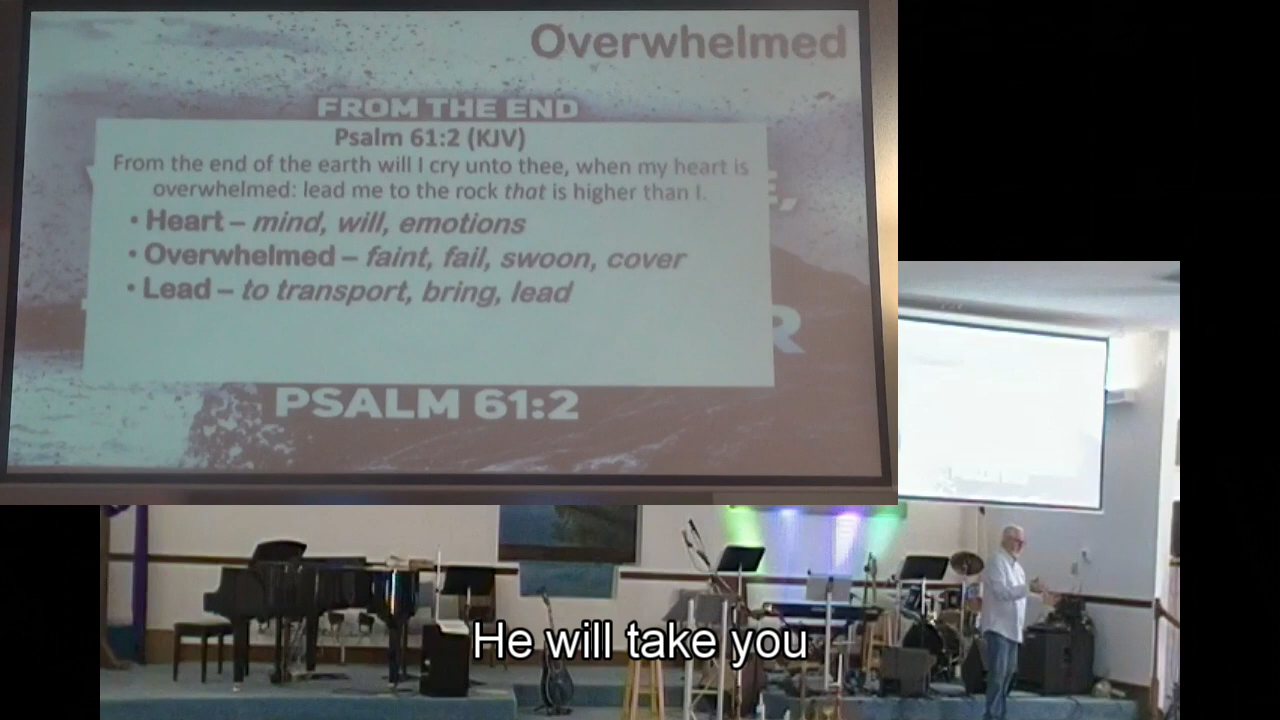 Overwhelmed
FROM THE END
Psalm 61:2 (KJV)
From the end of the earth will I cry unto thee, when my heart is
overwhelmed: lead me to the rock that is higher than I.
• Heart – mind, will, emotions
• Overwhelmed – faint, fail, swoon, cover
• Lead – to transport, bring, lead
PSALM 61:2
He will take you